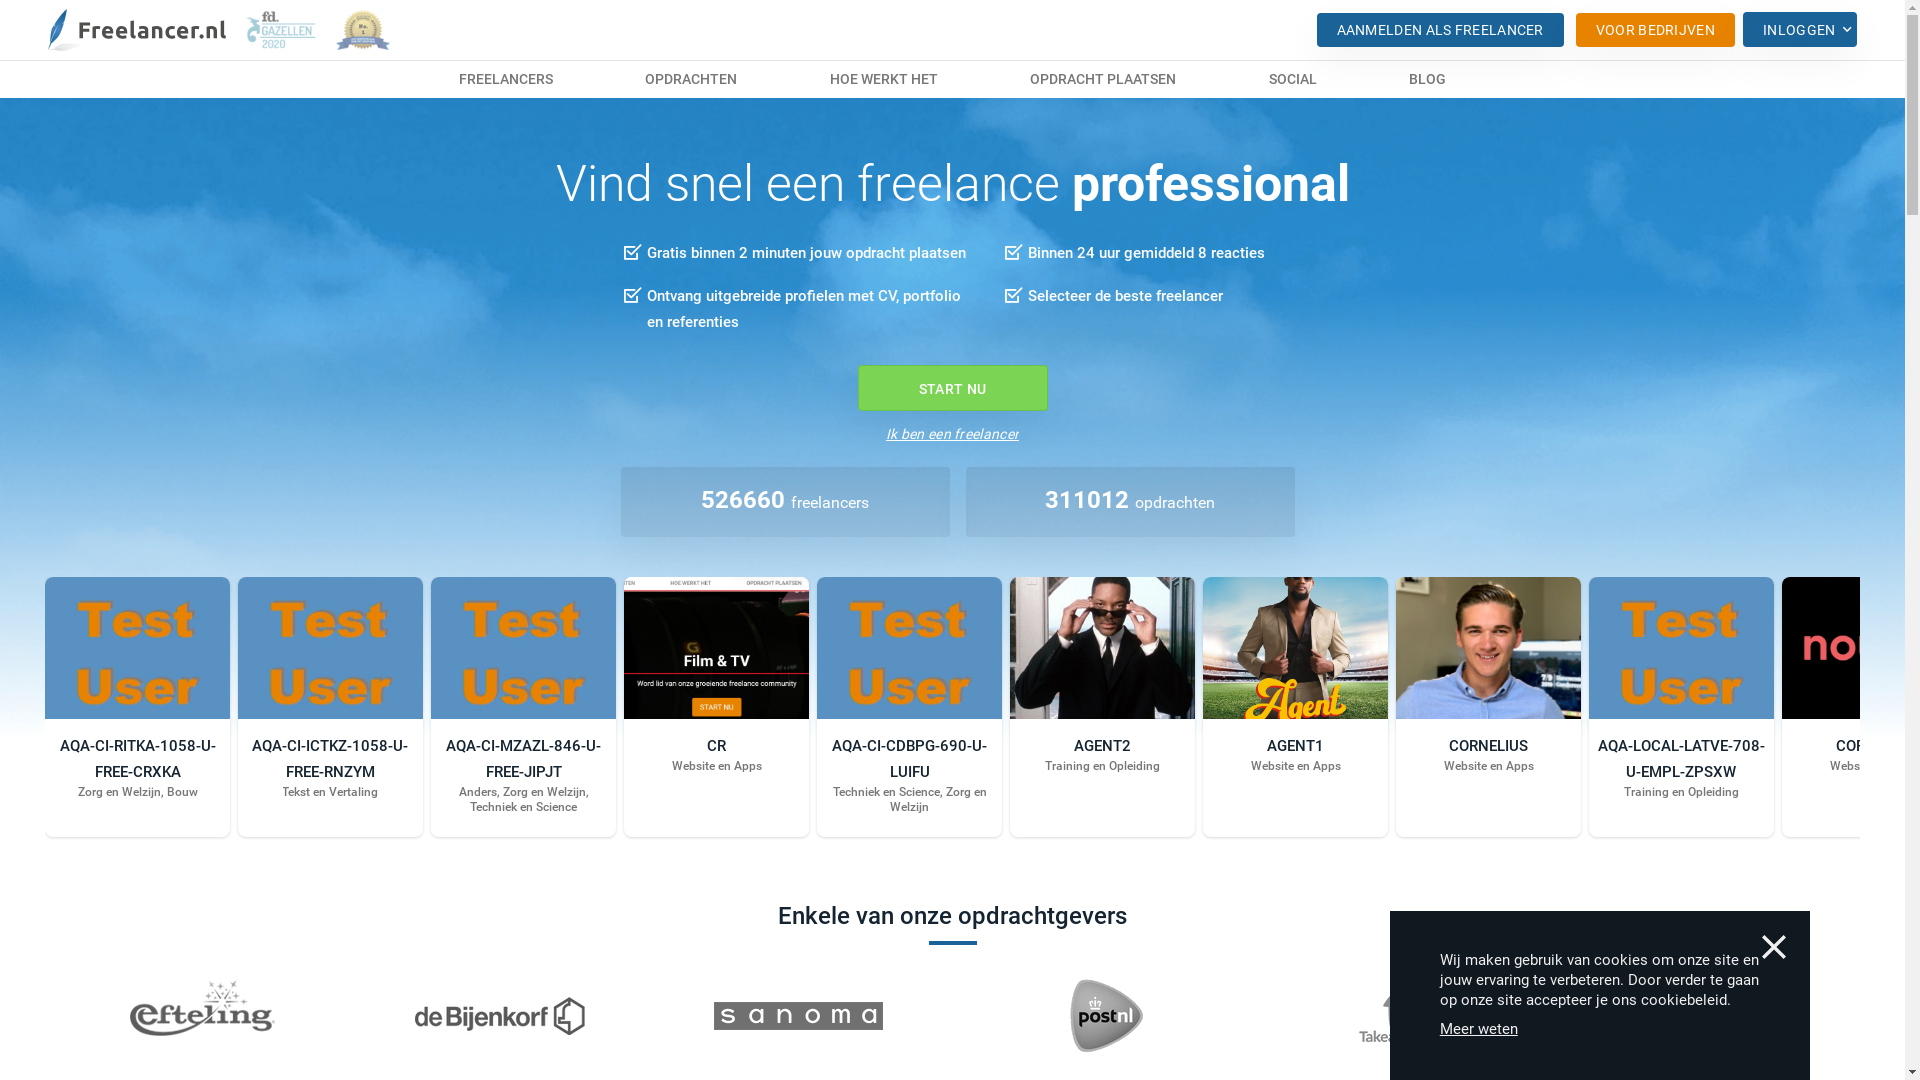 Freelancer.nl
fd.
GAZELLEN
2020
AANMELDEN ALS FREELANCER
VOOR BEDRIJVEN
INLOGGEN
FREELANCERS
OPDRACHTEN
HOE WERKT HET
OPDRACHT PLAATSEN
SOCIAL
BLOG
Vind snel een freelance professional
Gratis binnen 2 minuten jouw opdracht plaatsen
Binnen 24 uur gemiddeld 8 reacties
Ontvang uitgebreide profielen met CV, portfolio
en referenties
Selecteer de beste freelancer
START NU
Ik ben een freelancer
526660 freelancers
311012 opdrachten
Test
User
AQA-CI-RITKA-1058-U-
FREE-CRXKA
Zorg en Welzijn, Bouw
Test
User
AQA-CI-ICTKZ-1058-U-
FREE-RNZYM
Tekst en Vertaling
Test
User
AQA-CI-MZAZL-846-U-
FREE-JIPJT
Anders, Zorg en Welzijn,
Techniek en Science
HOE WERKT HET
OPDRACHT PLAATSEN
Film & TV
Word lid van onze groeiende freelance community
START NU
CR
Website en Apps
Test
User
AQA-CI-CDBPG-690-U-
LUIFU
Techniek en Science, Zorg en
Welzijn
AGENT2
Training en Opleiding
Agent
AGENT1
Website en Apps
CORNELIUS
Website en Apps
Test
User
AQA-LOCAL-LATVE-708-
U-EMPL-ZPSXW
Training en Opleiding
Enkele van onze opdrachtgevers
efteling
de Bijenkorf
sanoma
postnl
Wij maken gebruik van cookies om onze site en
jouw ervaring te verbeteren. Door verder te gaan
op onze site accepteer je ons cookiebeleid.
Meer weten